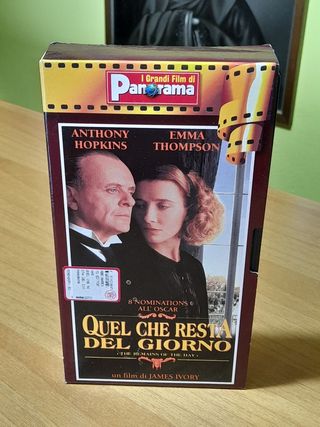 I Grandi Film di
Panorama
ANTHONY EMMA
HOPKINS THOMPSON
8 NOMINATIONS
ALL'OSCAR
QUEL CHE RESTA
DEL GIORNO
(THE REMAINS OF THE DAY)
un film di JAMES IVORY